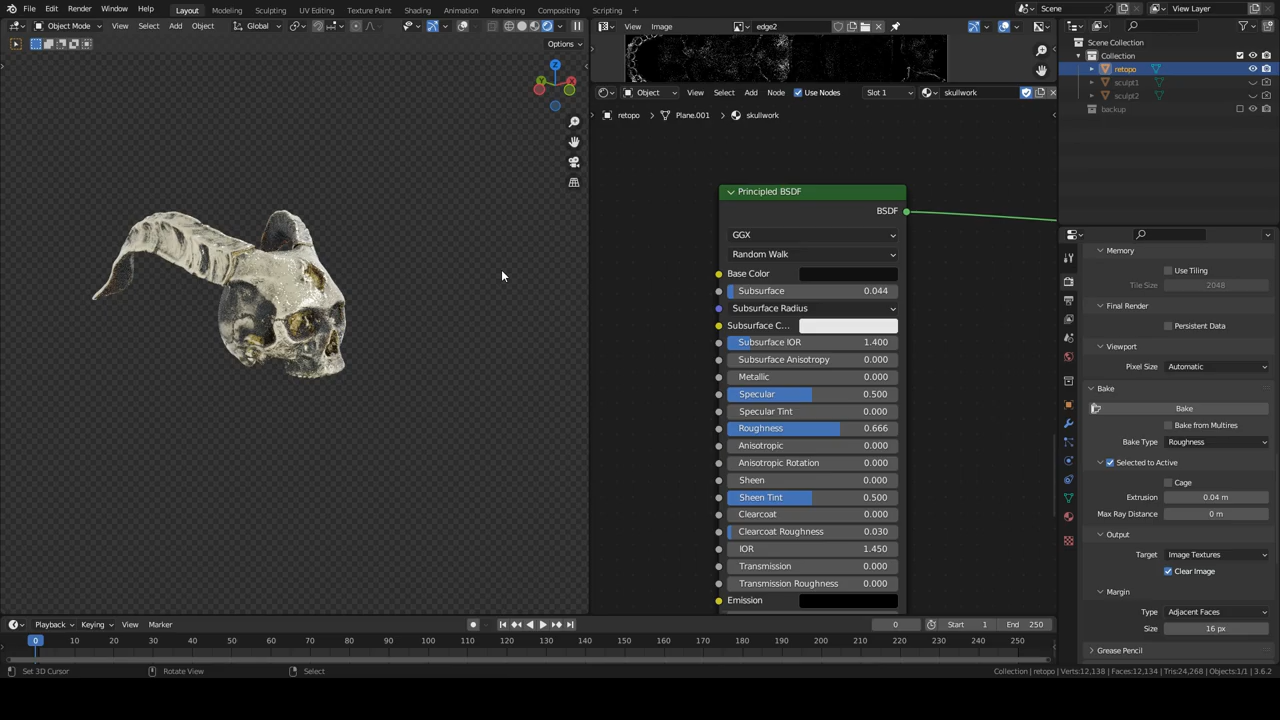 File Edit Render Window Help Layout Modeling Sculpting UV Editing Texture Paint Shading Animation Rendering Compositing Scripting + Scene View Layer
Object Mode View Select Add Object Global View Image edge2
Options
Scene Collection
Collection
retopo
sculpt1
sculpt2
backup
Z
Y
X
Object View Select Add Node Use Nodes Slot 1 skullwork
retopo > Plane.001 > skullwork
Principled BSDF
BSDF
GGX
Random Walk
Base Color
Subsurface 0.044
Subsurface Radius
Subsurface C...
Subsurface IOR 1.400
Subsurface Anisotropy 0.000
Metallic 0.000
Specular 0.500
Specular Tint 0.000
Roughness 0.666
Anisotropic 0.000
Anisotropic Rotation 0.000
Sheen 0.000
Sheen Tint 0.500
Clearcoat 0.000
Clearcoat Roughness 0.030
IOR 1.450
Transmission 0.000
Transmission Roughness 0.000
Emission
Memory
Use Tiling
Tile Size 2048
Final Render
Persistent Data
Viewport
Pixel Size Automatic
Bake
Bake
Bake from Multires
Bake Type Roughness
Selected to Active
Cage
Extrusion 0.04 m
Max Ray Distance 0 m
Output
Target Image Textures
Clear Image
Margin
Type Adjacent Faces
Size 16 px
Grease Pencil
Playback Keying View Marker 0 Start 1 End 250
0 10 20 30 40 50 60 70 80 90 100 110 120 130 140 150 160 170 180 190 200 210 220 230 240 250
Set 3D Cursor Rotate View Select Collection | retopo | Verts:12,138 | Faces:12,134 | Tris:24,268 | Objects:1/1 | 3.6.2